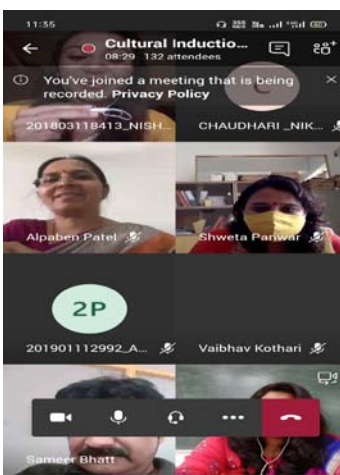 11:35
Cultural Inductio...
08:29 132 attendees
You've joined a meeting that is being
recorded. Privacy Policy
201803118413_NISH...
CHAUDHARI _NIK...
Alpaben Patel
Shweta Panwar
2P
201901112992_A...
Vaibhav Kothari
Sameer Bhatt